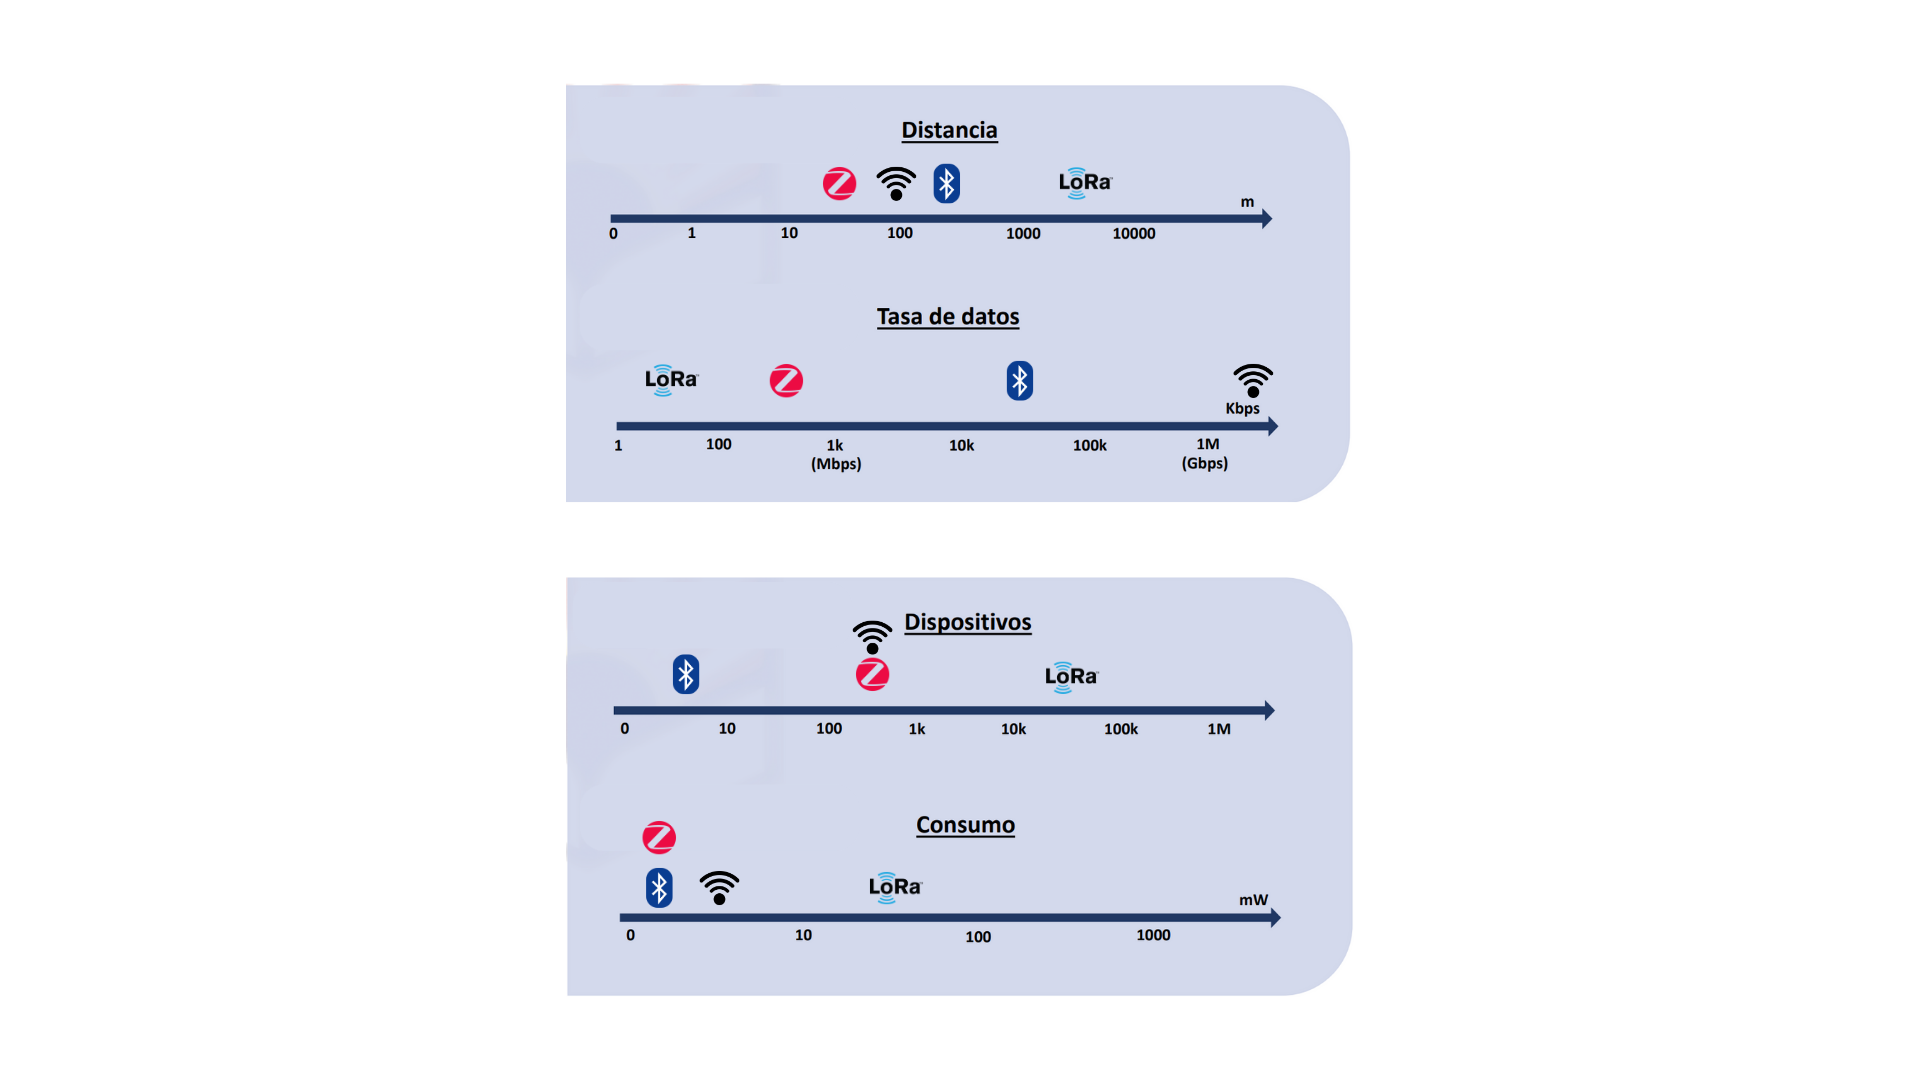 Distancia
LoRa
m
0 1 10 100 1000 10000
Tasa de datos
LoRa
Kbps
1 100 1k 10k 100k 1M
(Mbps) (Gbps)
Dispositivos
LoRa
0 10 100 1k 10k 100k 1M
Consumo
LoRa
mW
0 10 100 1000